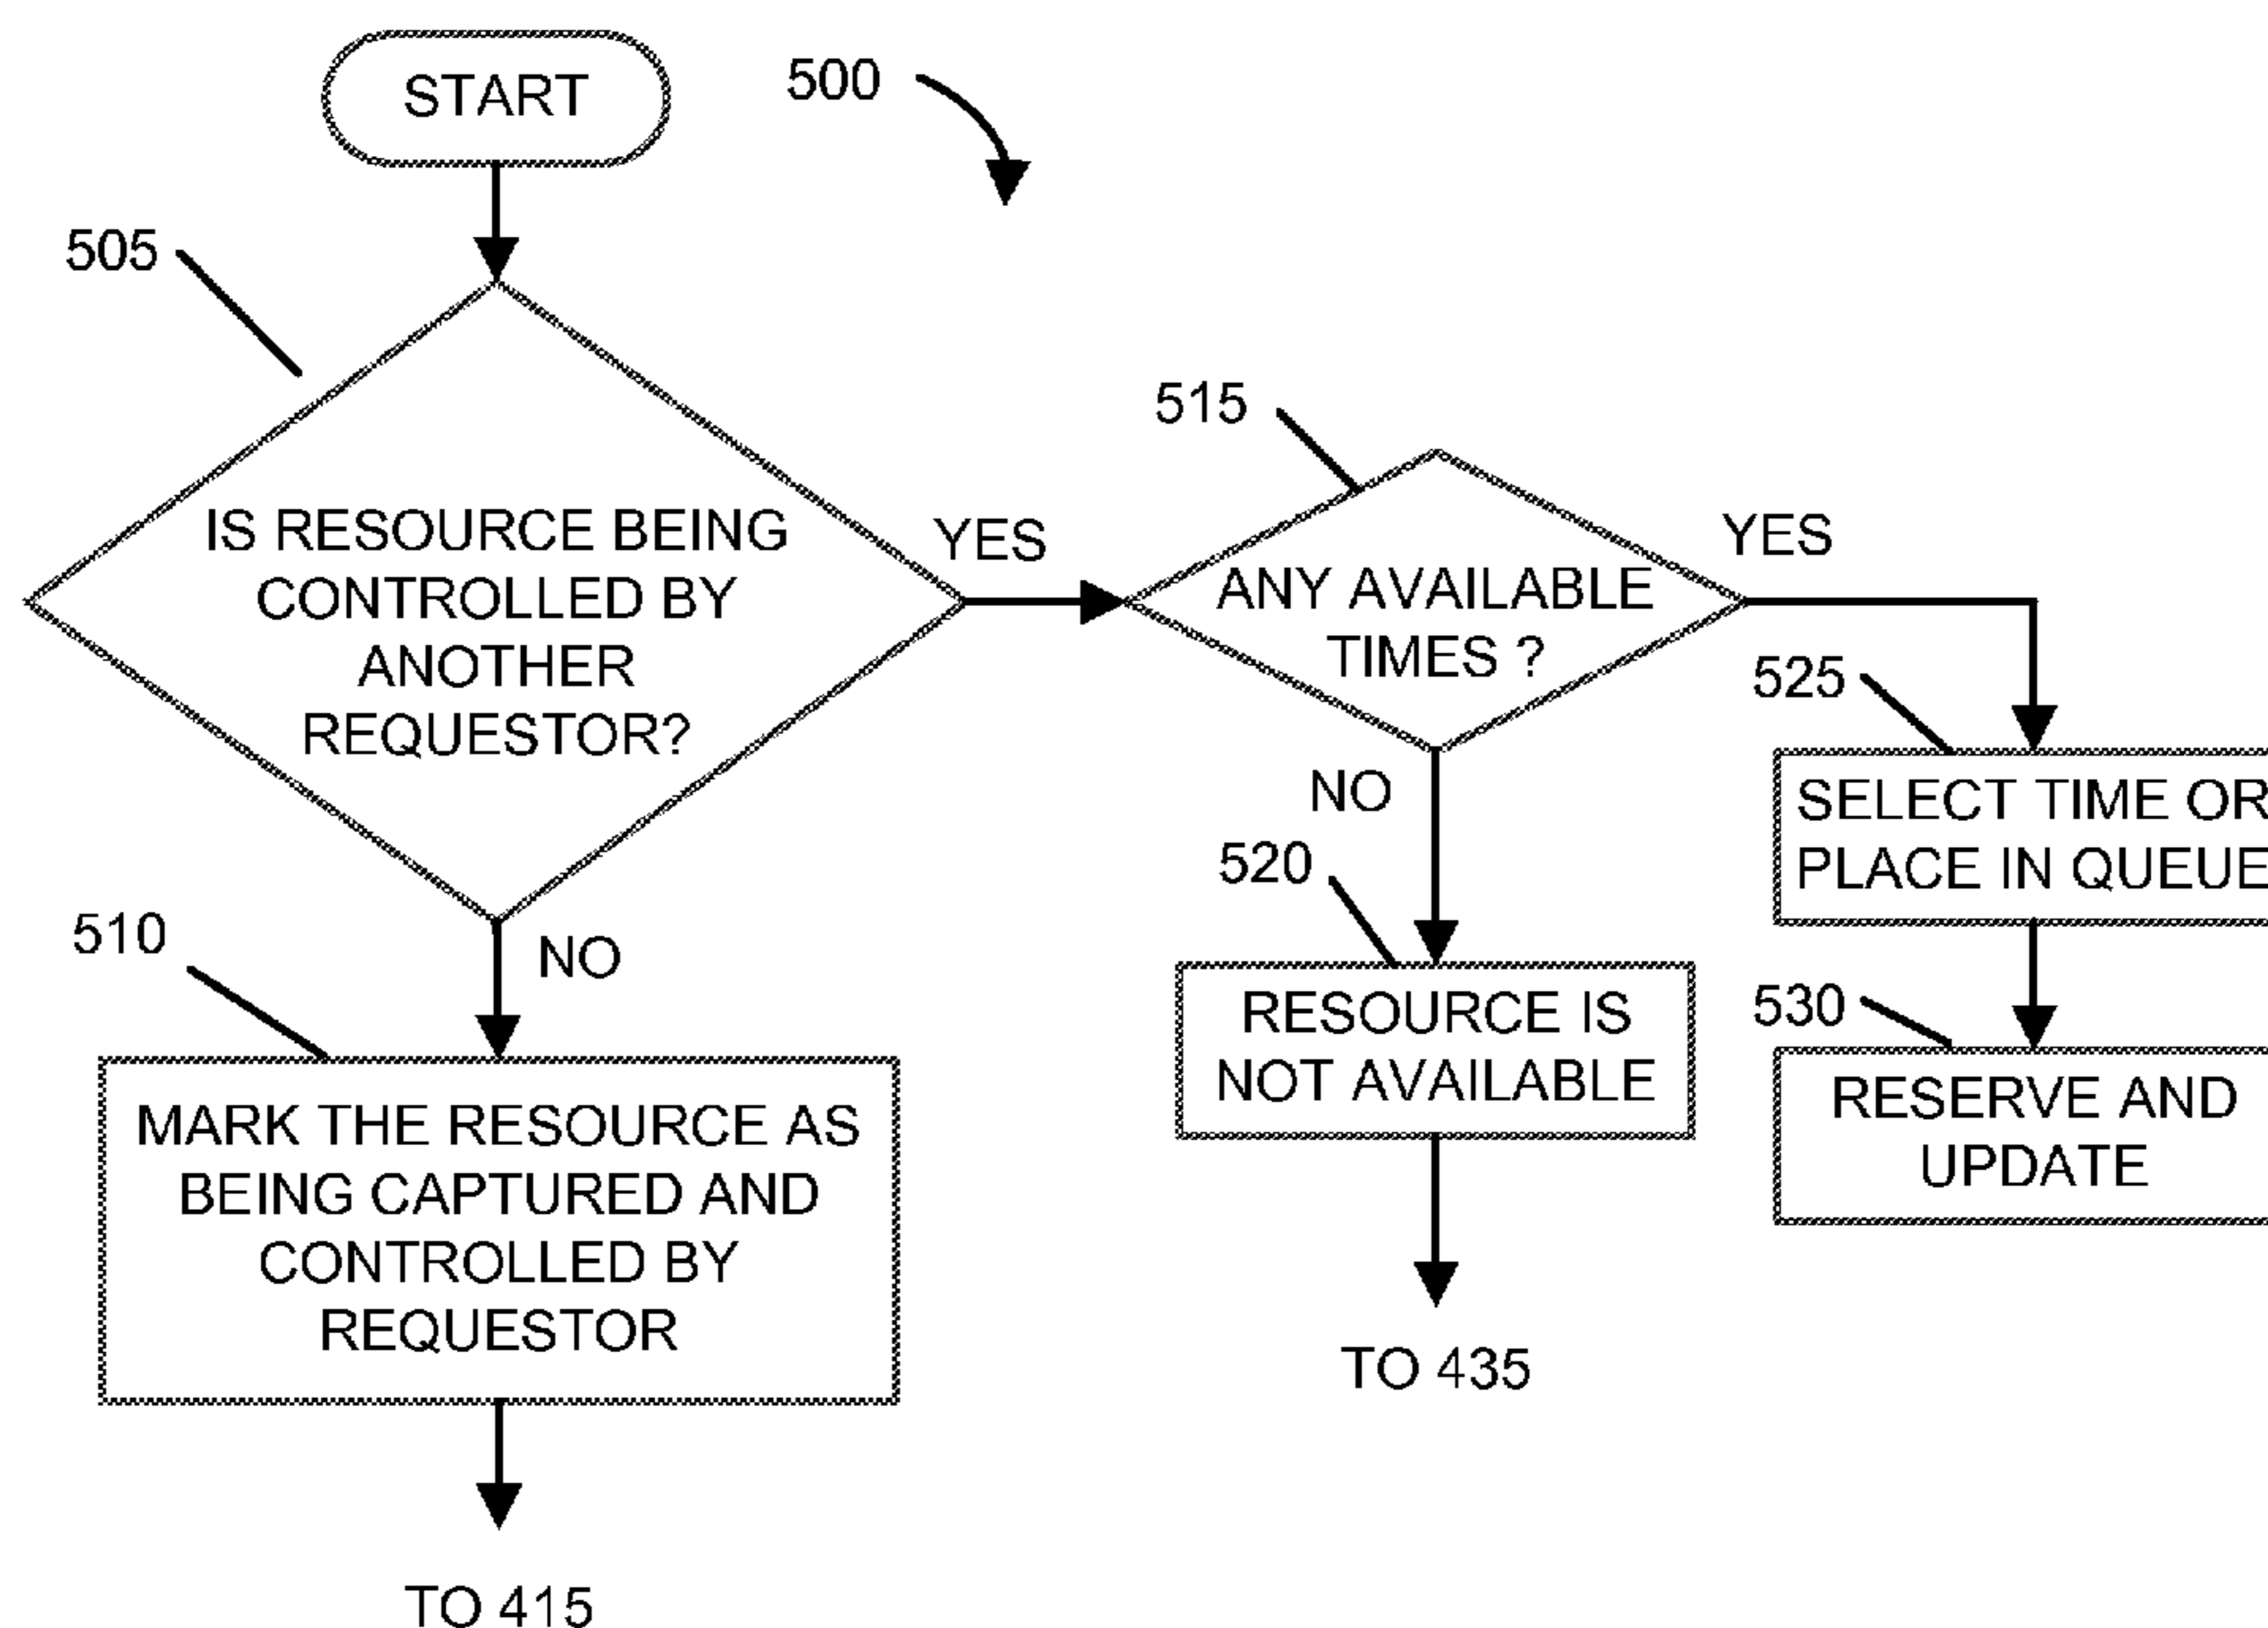 START
500
505
IS RESOURCE BEING
CONTROLLED BY
ANOTHER
REQUESTOR?
YES
515
ANY AVAILABLE
TIMES ?
YES
525
SELECT TIME OR
PLACE IN QUEUE
NO
520
530
510
NO
RESOURCE IS
NOT AVAILABLE
RESERVE AND
UPDATE
MARK THE RESOURCE AS
BEING CAPTURED AND
CONTROLLED BY
REQUESTOR
TO 435
TO 415